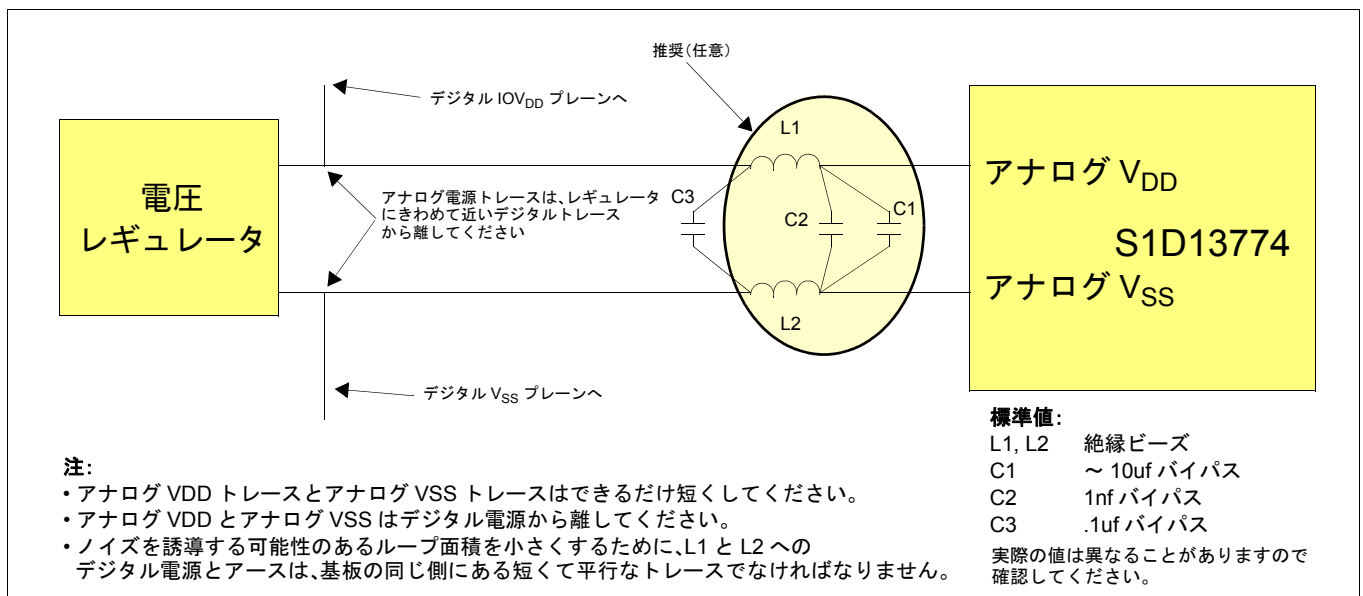 推奨（任意）
デジタル IOVDD プレーンへ
L1
電圧
レギュレータ
アナログ VDD
アナログ電源トレースは、レギュレータ
にきわめて近いデジタルトレース
から離してください
C3
C2
C1
S1D13774
アナログ VSS
L2
デジタル VSS プレーンへ
標準値：
L1, L2 絶縁ビーズ
C1 ～ 10uf バイパス
C2 1nf バイパス
C3 .1uf バイパス
実際の値は異なることがありますので
確認してください。
注：
• アナログ VDD トレースとアナログ VSS トレースはできるだけ短くしてください。
• アナログ VDD とアナログ VSS はデジタル電源から離してください。
• ノイズを誘導する可能性のあるループ面積を小さくするために、L1 と L2 への
デジタル電源とアースは、基板の同じ側にある短くて平行なトレースでなければなりません。